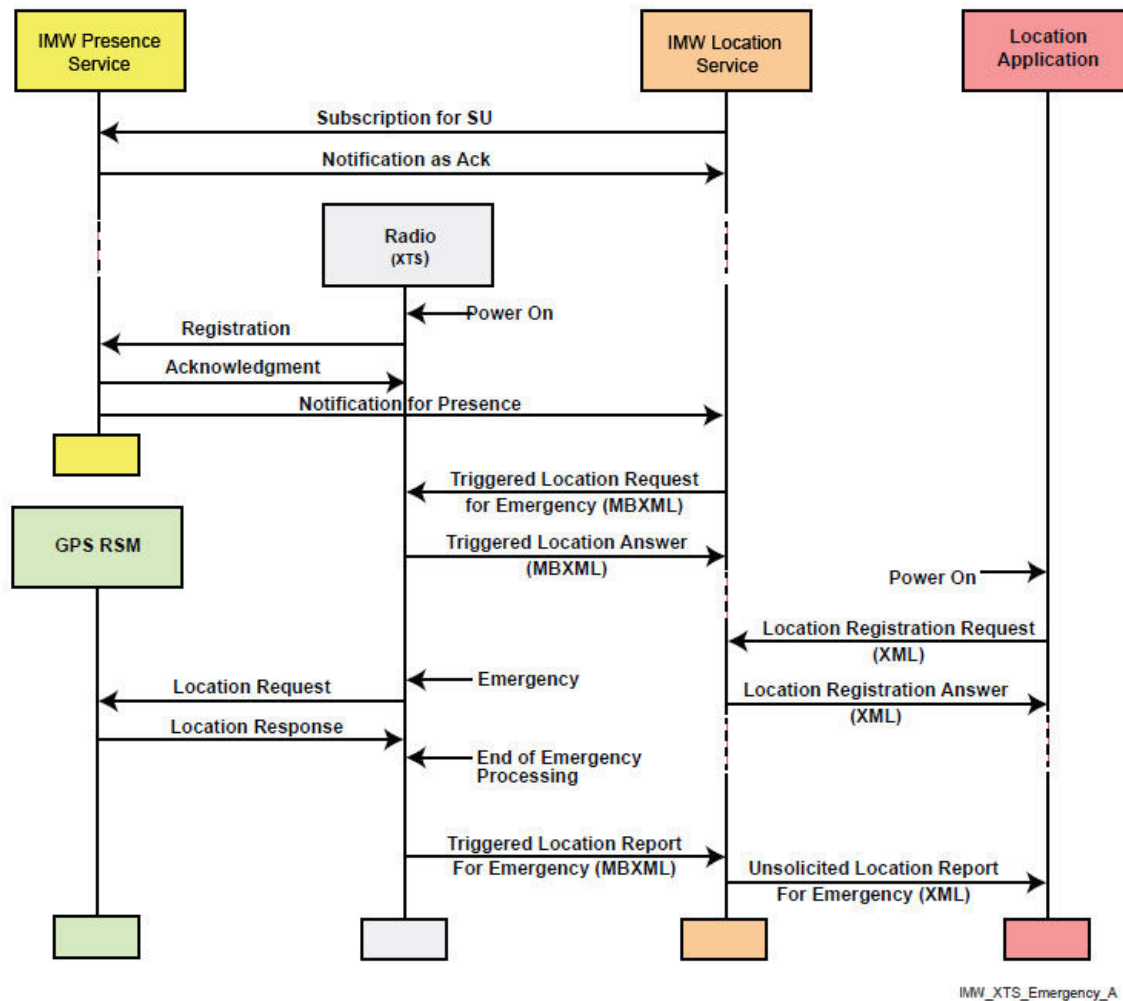 IMW Presence
Service
IMW Location
Service
Location
Application
Subscription for SU
Notification as Ack
Radio
(XTS)
Power On
Registration
Acknowledgment
Notification for Presence
Triggered Location Request
for Emergency (MBXML)
GPS RSM
Triggered Location Answer
(MBXML)
Power On
Location Registration Request
(XML)
Emergency
Location Request
Location Registration Answer
(XML)
Location Response
End of Emergency
Processing
Triggered Location Report
For Emergency (MBXML)
Unsolicited Location Report
For Emergency (XML)
IMW_XTS_Emergency_A